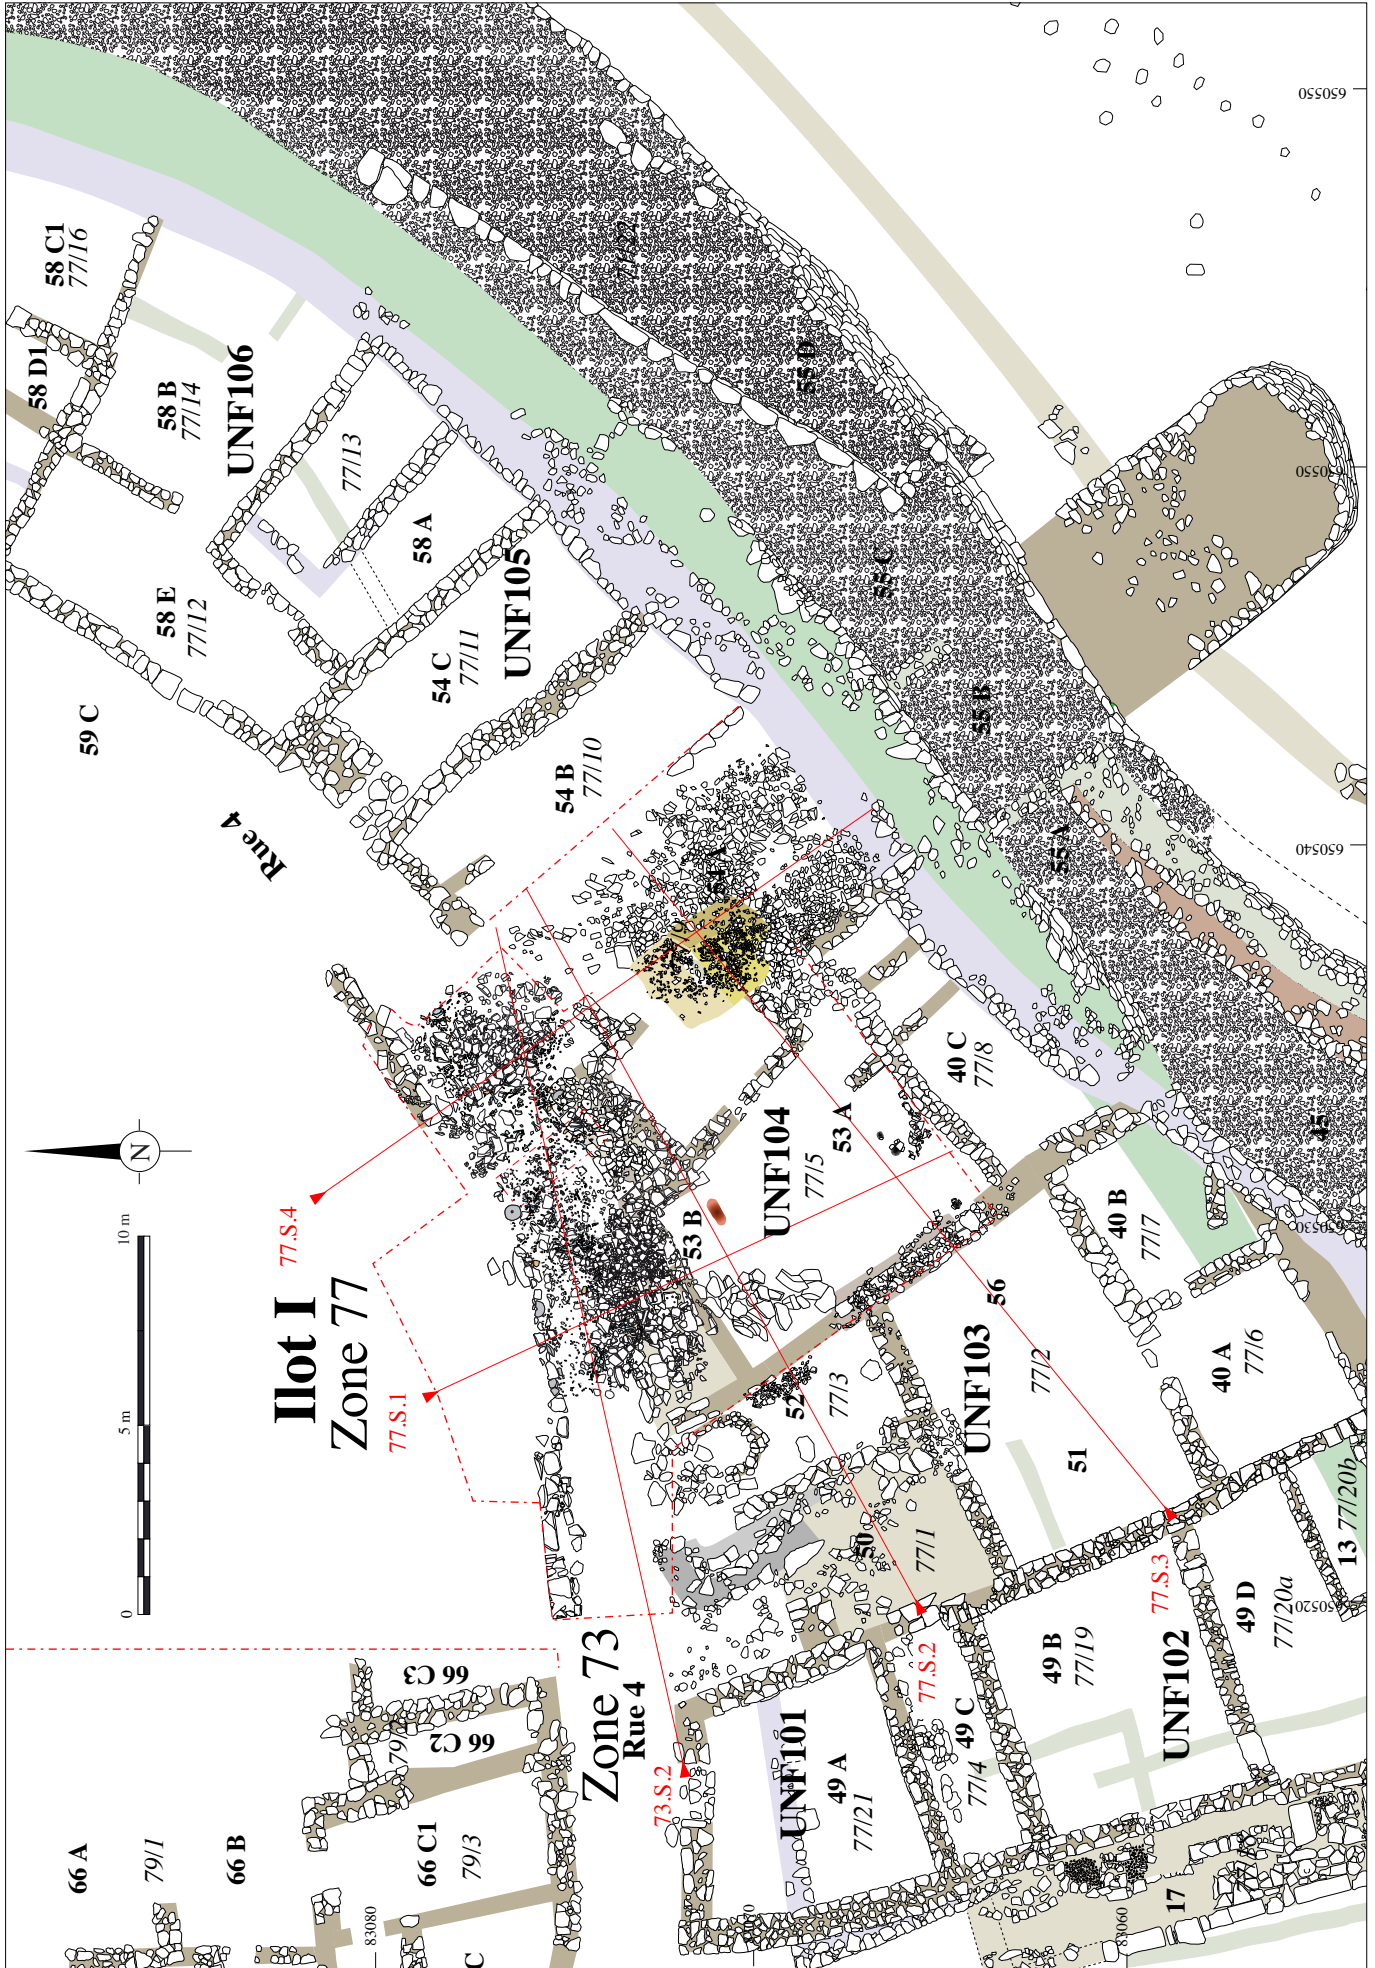 Ilot I
Zone 77
Zone 73
Rue 4
Rue 4
N
0
5 m
10 m
77.S.4
77.S.1
73.S.2
77.S.2
77.S.3
58 C1
77/16
58 D1
58 B
77/14
UNF106
77/13
58 A
58 E
77/12
59 C
54 C
77/11
UNF105
54 B
77/10
54 A
55 D
55 C
55 B
55 A
45
40 C
77/8
53 A
UNF104
77/5
53 B
40 B
77/7
40 A
77/6
56
UNF103
77/2
51
52
77/3
50
77/1
13
77/20b
49 D
77/20a
49 B
77/19
UNF102
49 C
77/4
UNF101
49 A
77/21
17
66 A
79/1
66 B
66 C1
79/3
66 C2
66 C3
C
650550
650550
650540
650530
650520
83080
83060